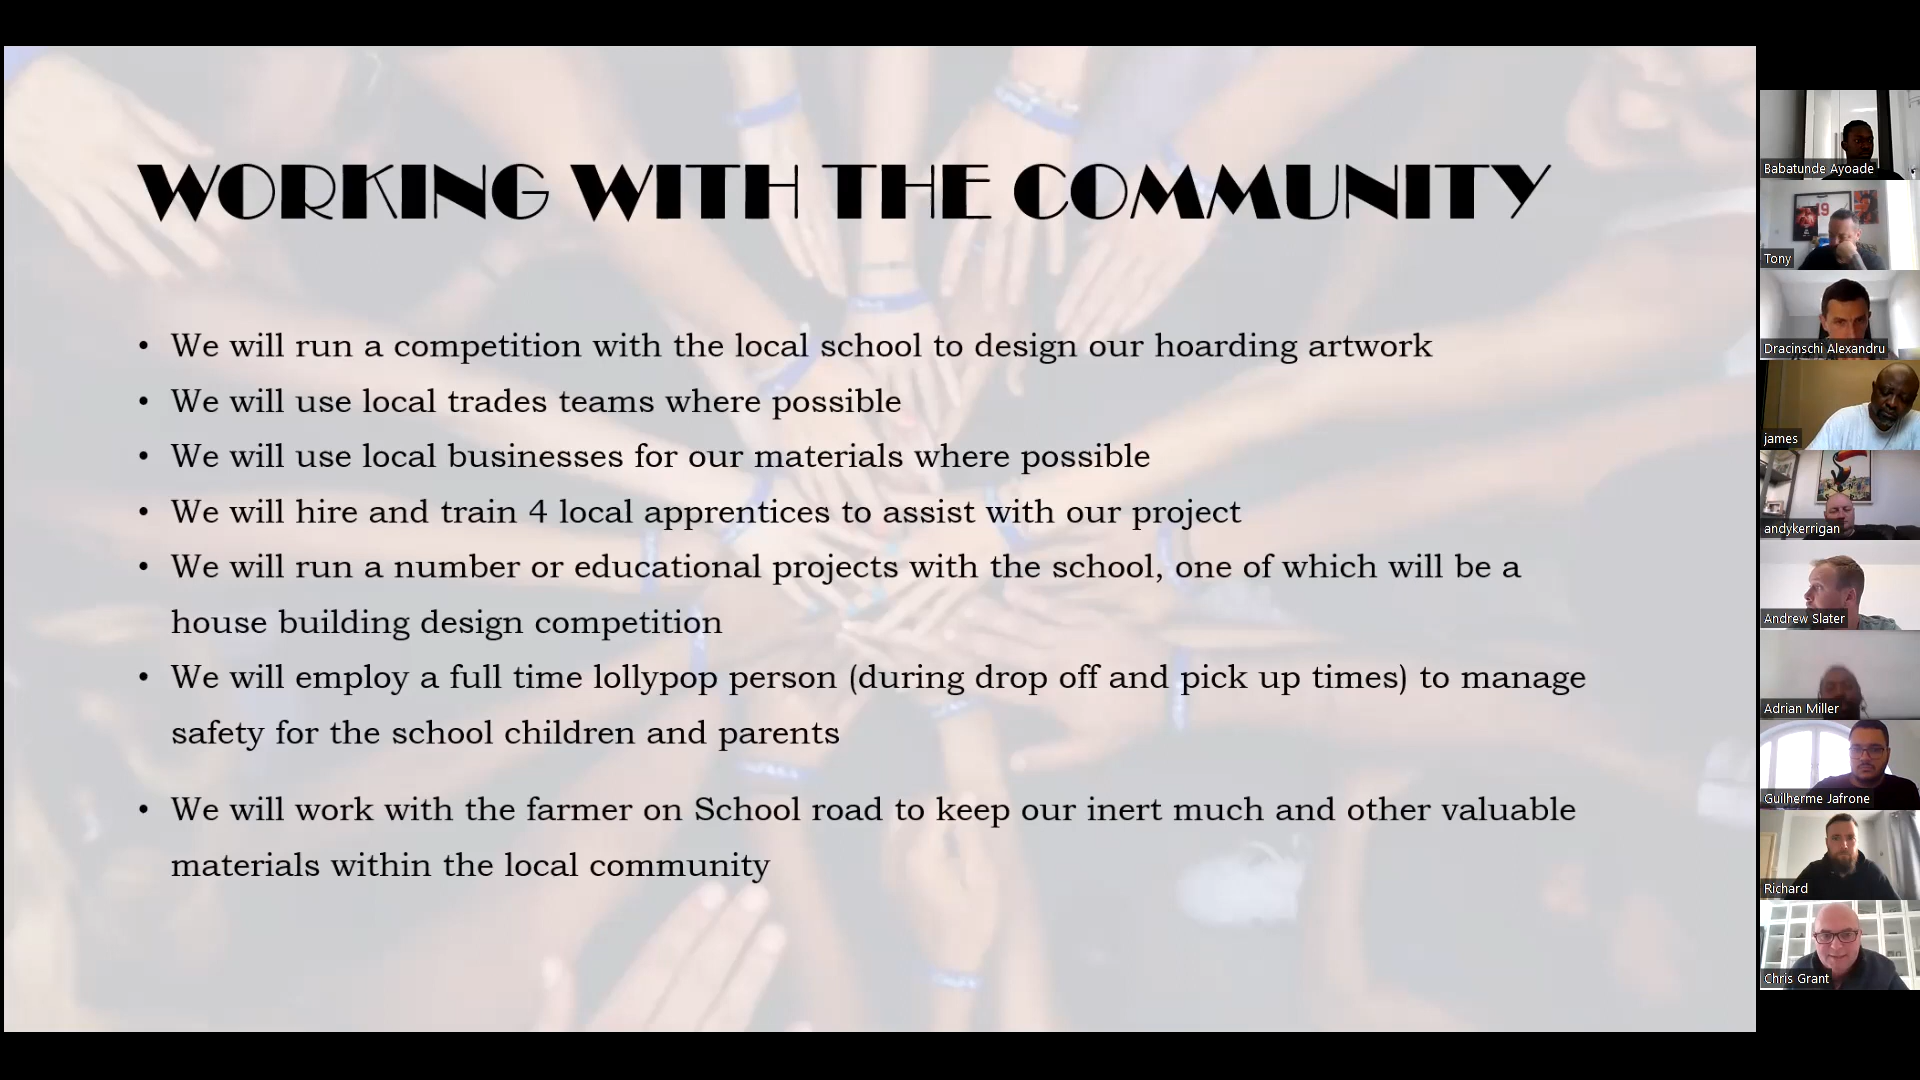 WORKING WITH THE COMMUNITY
• We will run a competition with the local school to design our hoarding artwork
• We will use local trades teams where possible
• We will use local businesses for our materials where possible
• We will hire and train 4 local apprentices to assist with our project
• We will run a number or educational projects with the school, one of which will be a
house building design competition
• We will employ a full time lollypop person (during drop off and pick up times) to manage
safety for the school children and parents
• We will work with the farmer on School road to keep our inert much and other valuable
materials within the local community
Babatunde Ayoade
19
Tony
Dracinschi Alexandru
james
andykerrigan
Andrew Slater
Adrian Miller
Guilherme Jafrone
Richard
Chris Grant